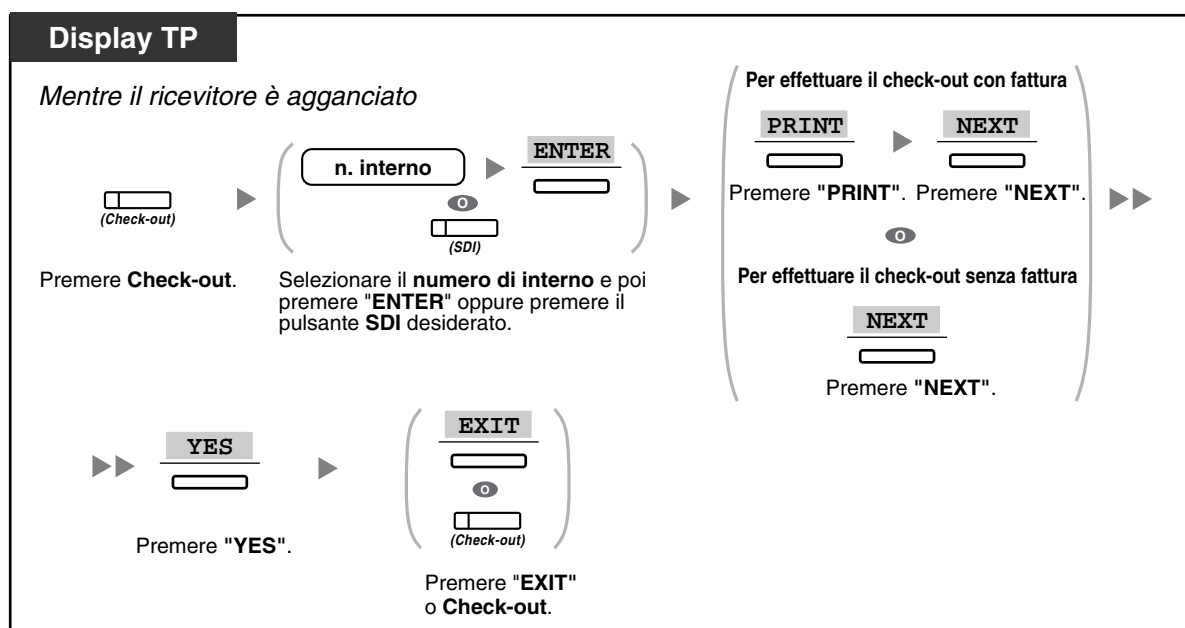 Display TP
Mentre il ricevitore è agganciato
(Check-out)
Premere Check-out.
n. interno
ENTER
o
(SDI)
Selezionare il numero di interno e poi
premere "ENTER" oppure premere il
pulsante SDI desiderato.
Per effettuare il check-out con fattura
PRINT
NEXT
Premere "PRINT". Premere "NEXT".
o
Per effettuare il check-out senza fattura
NEXT
Premere "NEXT".
YES
Premere "YES".
EXIT
o
(Check-out)
Premere "EXIT"
o Check-out.